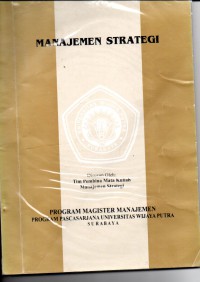 MANAJEMEN STRATEGI
Disusun Oleh:
Tim Pembina Mata Kuliah
Manajemen Strategi
PROGRAM MAGISTER MANAJEMEN
PROGRAM PASCASARJANA UNIVERSITAS WIJAYA PUTRA
SURABAYA